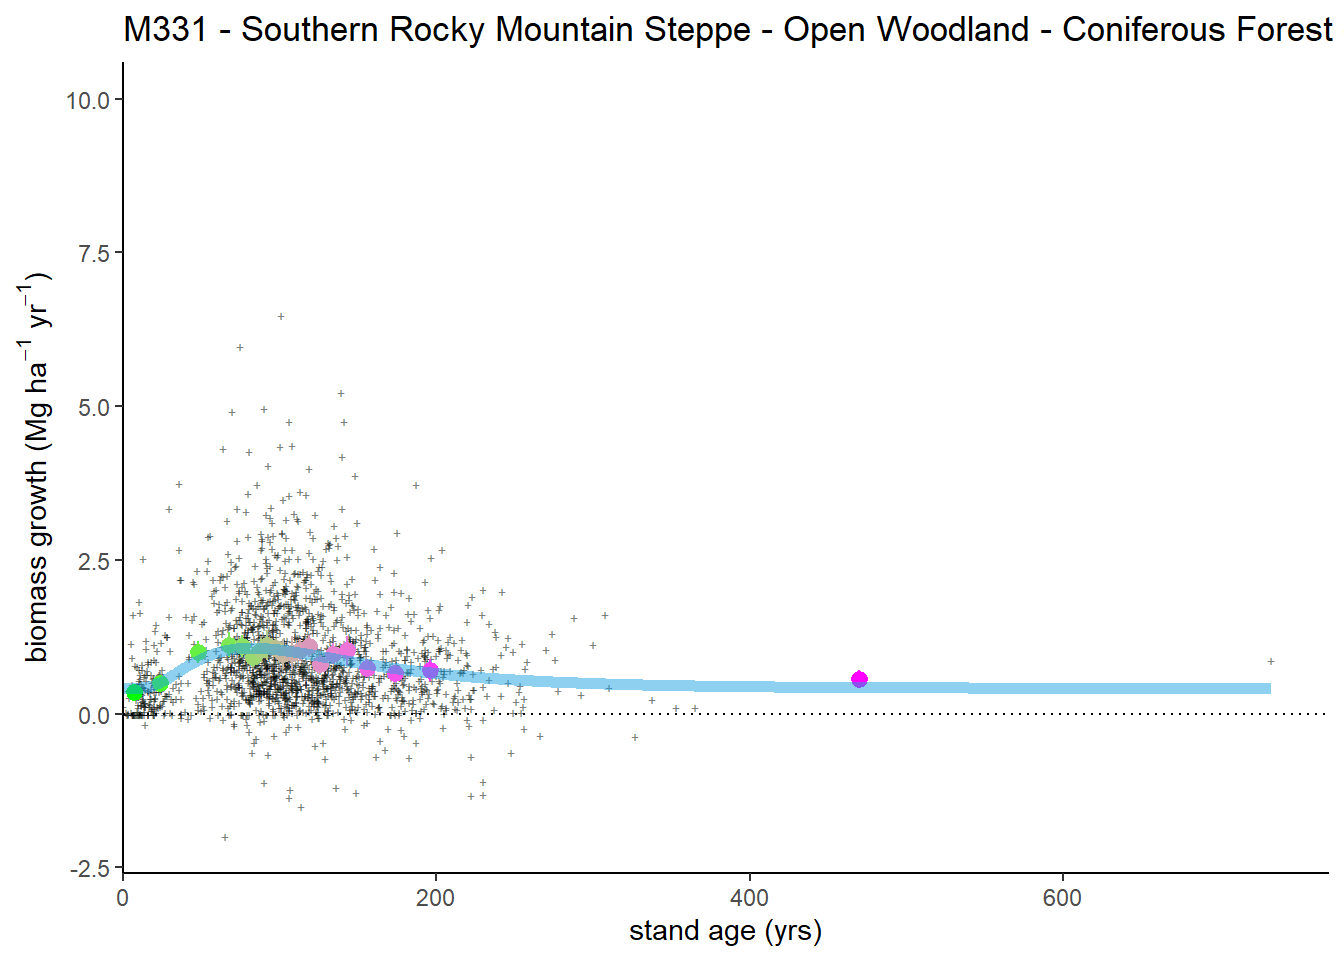 M331 - Southern Rocky Mountain Steppe - Open Woodland - Coniferous Forest
10.0
7.5
5.0
2.5
0.0
-2.5
biomass growth (Mg ha⁻¹ yr⁻¹)
0 200 400 600
stand age (yrs)